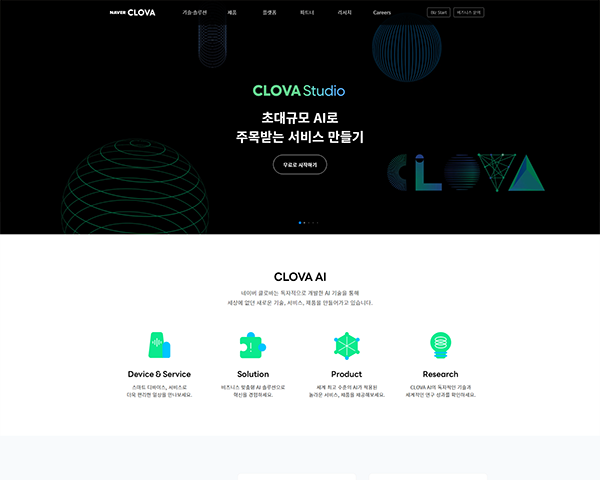 NAVER CLOVA
기술·솔루션 제품 플랫폼 파트너 리서치 Careers
비즈니스 문의
CLOVA Studio
초대규모 AI로
주목받는 서비스 만들기
무료로 시작하기
CLOVA
CLOVA AI
네이버 클로바는 독자적으로 개발한 AI 기술을 통해
세상에 없던 새로운 기술, 서비스, 제품을 만들어가고 있습니다.
Device & Service
스마트 디바이스, 서비스로
더욱 편리한 일상을 만나보세요.
Solution
비즈니스 맞춤형 AI 솔루션으로
혁신을 경험하세요.
Product
세계 최고 수준의 AI가 적용된
놀라운 서비스, 제품을 체공해보세요.
Research
CLOVA AI의 독자적인 기술과
세계적인 연구 성과를 확인하세요.